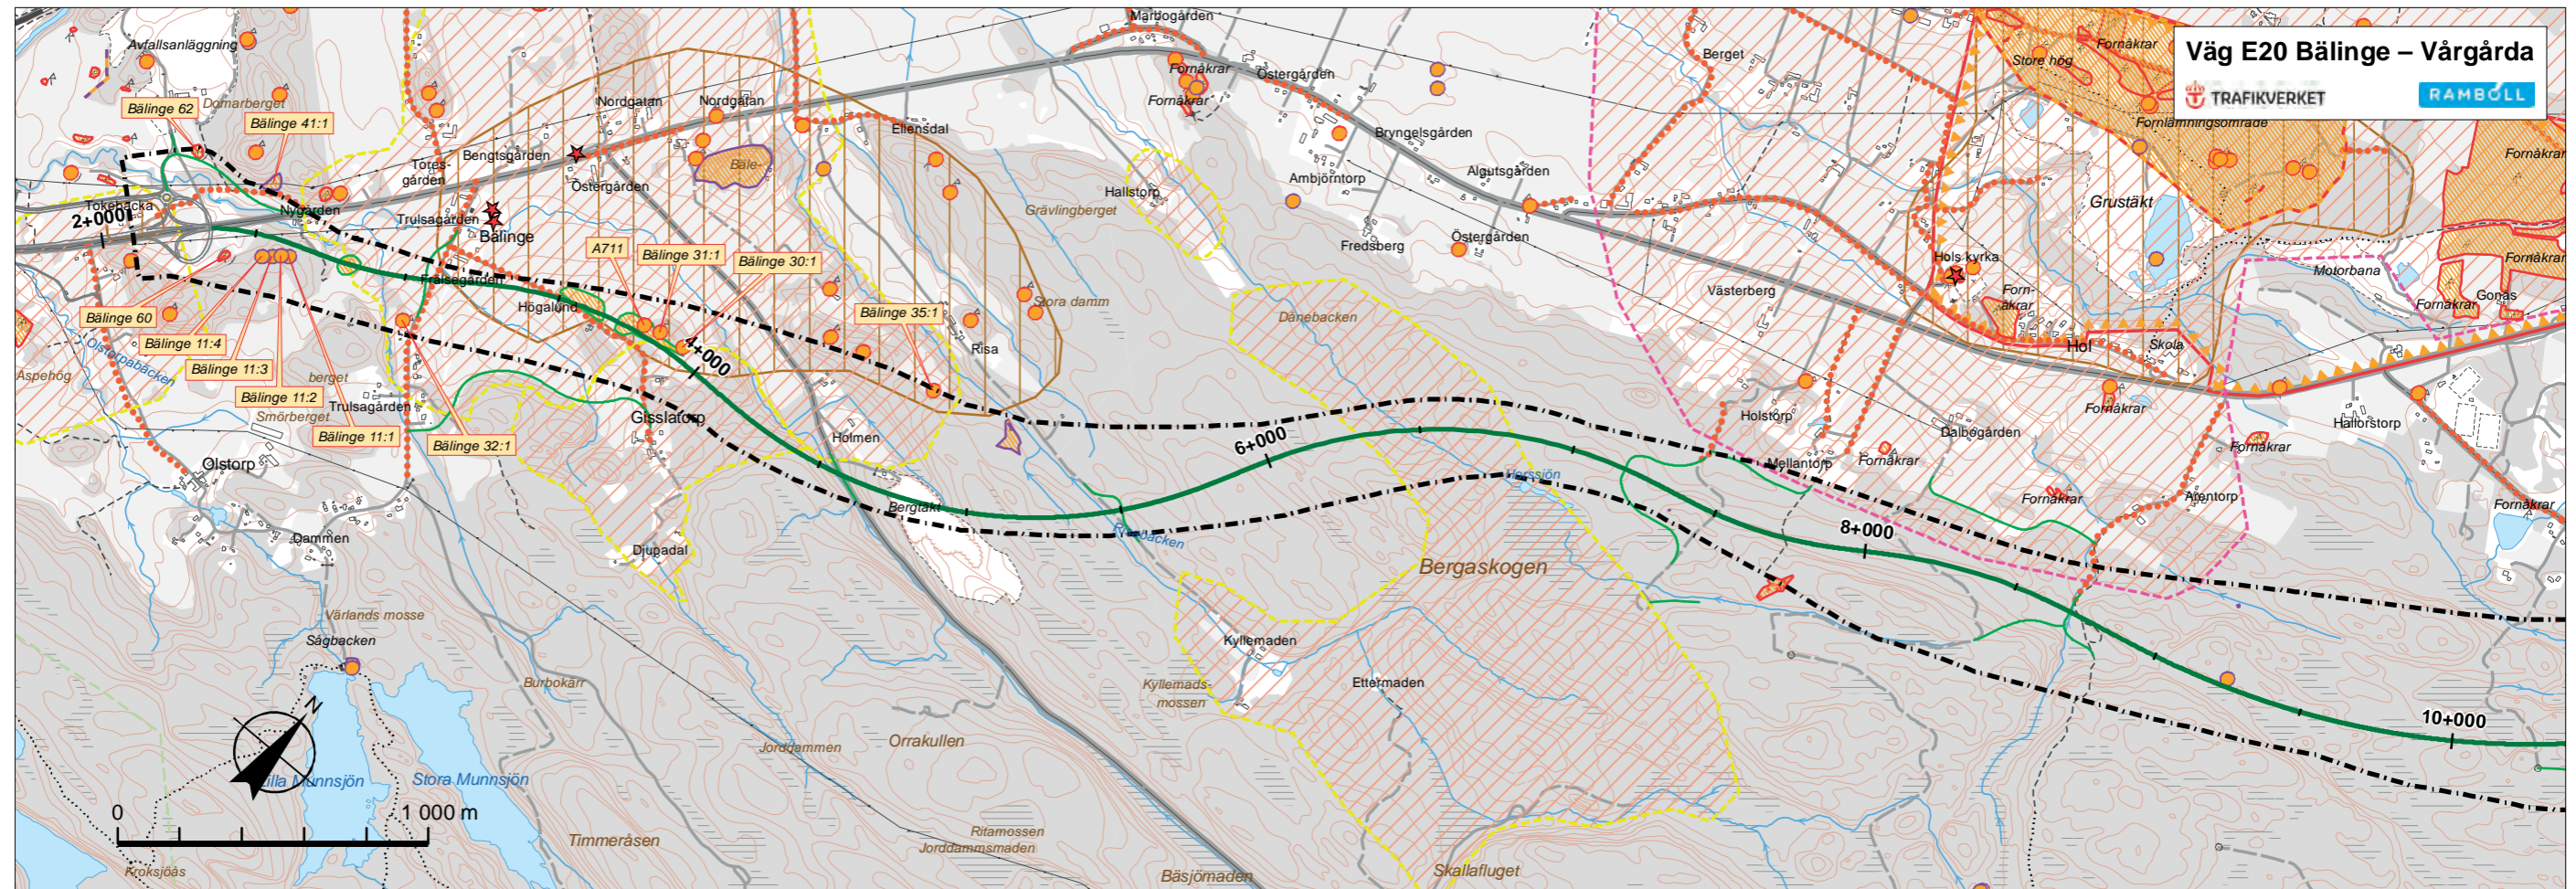 Väg E20 Bälinge – Vårgårda
TRAFIKVERKET
RAMBOLL
Avfallsanläggning
Bälinge 62
Domarberget
Bälinge 41:1
Nordgatan
Nordgatan
Ellensdal
Marbogården
Fornåkrar
Fornåkrar
Östergården
Bryngelsgården
Ambjörntorp
Algutsgården
Berget
Store hög
Fornåkrar
Fornlämningsområde
Fornåkrar
Tores-
gården
Bengtsgården
Östergården
Bäle-
Tokebacka
2+000
Nygården
Trulsagården
Bälinge
Hallstorp
Grävlingberget
Fredsberg
Östergården
Grustäkt
Hols kyrka
Motorbana
Fornåkrar
A711
Bälinge 31:1
Bälinge 30:1
Frälsegården
Högalund
Stora damm
Bälinge 35:1
Risa
Dånebacken
Västerberg
Forn-
åkrar
Hol
Skola
Fornåkrar
Gonäs
Bälinge 60
Bälinge 11:4
Bälinge 11:3
Bälinge 11:2
Bälinge 11:1
Bälinge 32:1
Olstorpabäcken
Aspehög
berget
Smörberget
Trulsagården
4+000
Gisslatorp
Holmen
6+000
Holstorp
Dalbogården
Mellantorp
Fornåkrar
Fornåkrar
Fornåkrar
Hallorstorp
Olstorp
Dammen
Djupadal
Bergtäkt
Herssjön
Fornåkrar
Arentorp
Fornåkrar
8+000
Bergaskogen
Värlands mosse
Sågbacken
Burbokärr
Kyllemaden
Kyllemads-
mossen
Ettermaden
10+000
N
Stora Munnsjön
Jorddammen
Orrakullen
0
1 000 m
Timmeråsen
Ritamossen
Jorddammsmaden
Kroksjöås
Bäsjömaden
Skallafluget